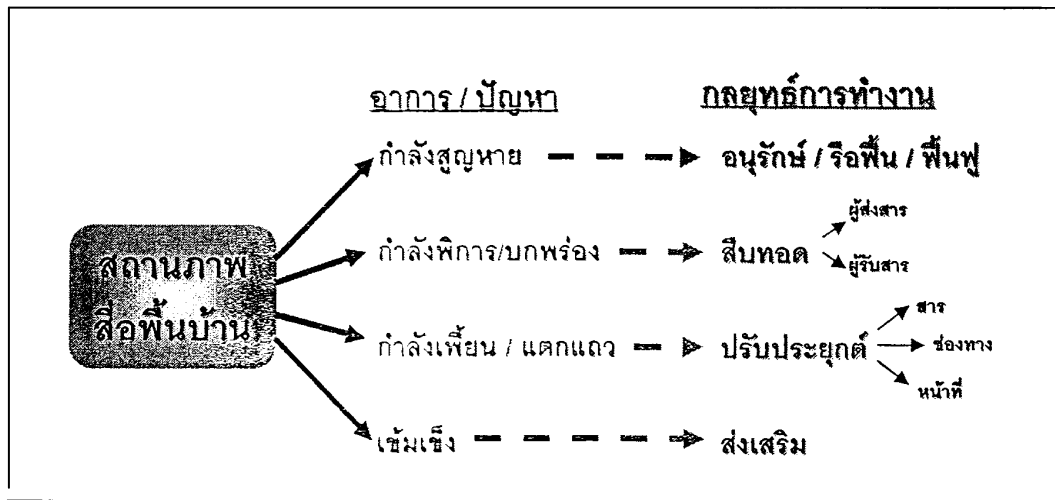 อาการ / ปัญหา
กลยุทธ์การทำงาน
กำลังสูญหาย
อนุรักษ์ / รือฟื้น / ฟื้นฟู
สถานภาพ
สื่อพื้นบ้าน
กำลังพิการ/บกพร่อง
สืบทอด
ผู้ส่งสาร
ผู้รับสาร
กำลังเพี้ยน / แตกแถว
ปรับประยุกต์
สาร
ช่องทาง
หน้าที่
เข้มแข็ง
ส่งเสริม